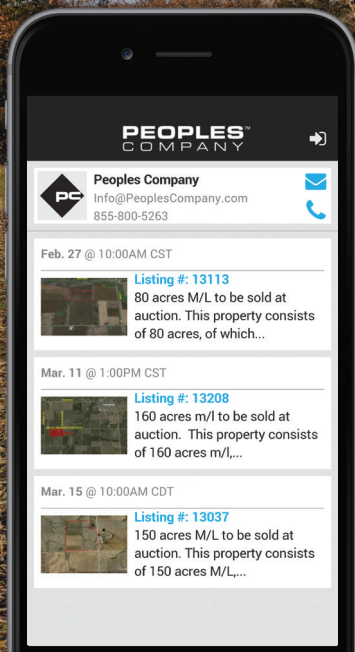 PEOPLES™
COMPANY
PC
Peoples Company
Info@PeoplesCompany.com
855-800-5263
Feb. 27 @ 10:00AM CST
Listing #: 13113
80 acres M/L to be sold at
auction. This property consists
of 80 acres, of which...
Mar. 11 @ 1:00PM CST
Listing #: 13208
160 acres m/l to be sold at
auction.  This property consists
of 160 acres m/l,...
Mar. 15 @ 10:00AM CDT
Listing #: 13037
150 acres M/L to be sold at
auction. This property consists
of 150 acres M/L,...